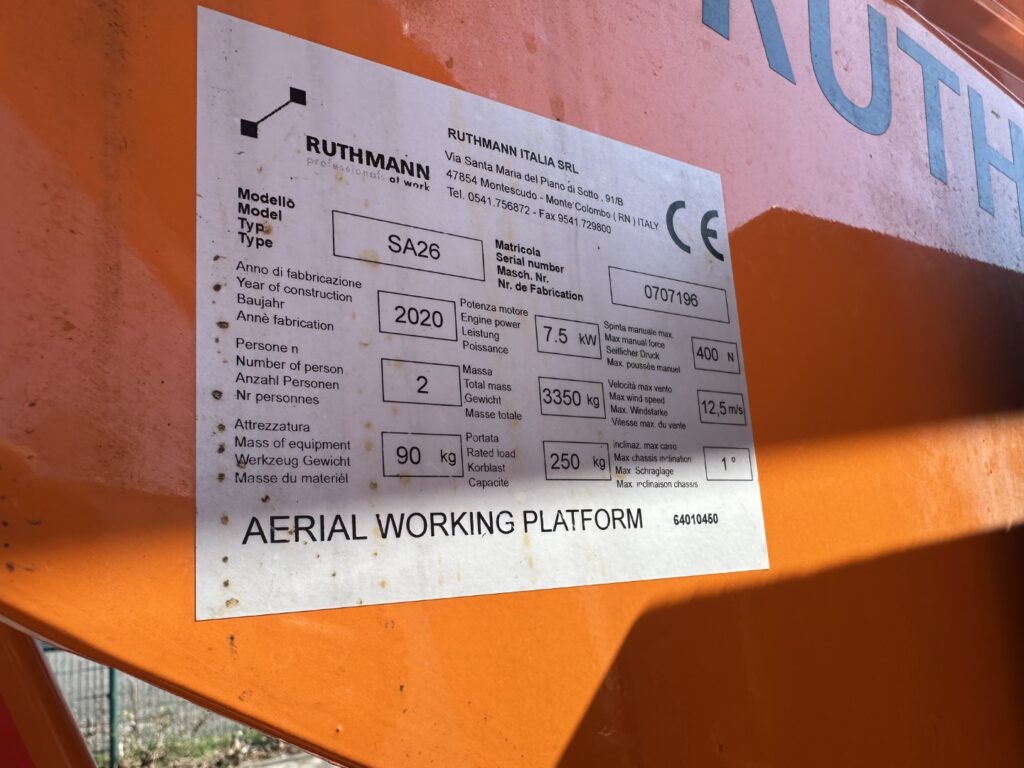 RUTH
RUTHMANN
professionals at work
RUTHMANN ITALIA SRL
Via Santa Maria del Piano di Sotto . 91/B
47854 Montescudo - Monte Colombo ( RN ) ITALY
Tel. 0541.756872 - Fax 9541.729800
CE
Modello
Model
Typ
Type
SA26
Matricola
Serial number
Masch. Nr.
Nr. de Fabrication
0707196
Anno di fabbricazione
Year of construction
Baujahr
Annè fabrication
2020
Potenza motore
Engine power
Leistung
Poissance
7.5 kW
Spinta manuale max.
Max manual force
Seitlicher Druck
Max. poussée manuel
400 N
Persone n
Number of person
Anzahl Personen
Nr personnes
2
Massa
Total mass
Gewicht
Masse totale
3350 kg
Velocità max vento
Max wind speed
Max. Windstarke
Vitesse max. du vente
12,5 m/s
Attrezzatura
Mass of equipment
Werkzeug Gewicht
Masse du materiél
90 kg
Portata
Rated load
Korblast
Capacité
250 kg
inclinaz. max carro
Max chassis inclination
Max Schraglage
Max. inclinaison chassis
1°
AERIAL WORKING PLATFORM 64010450